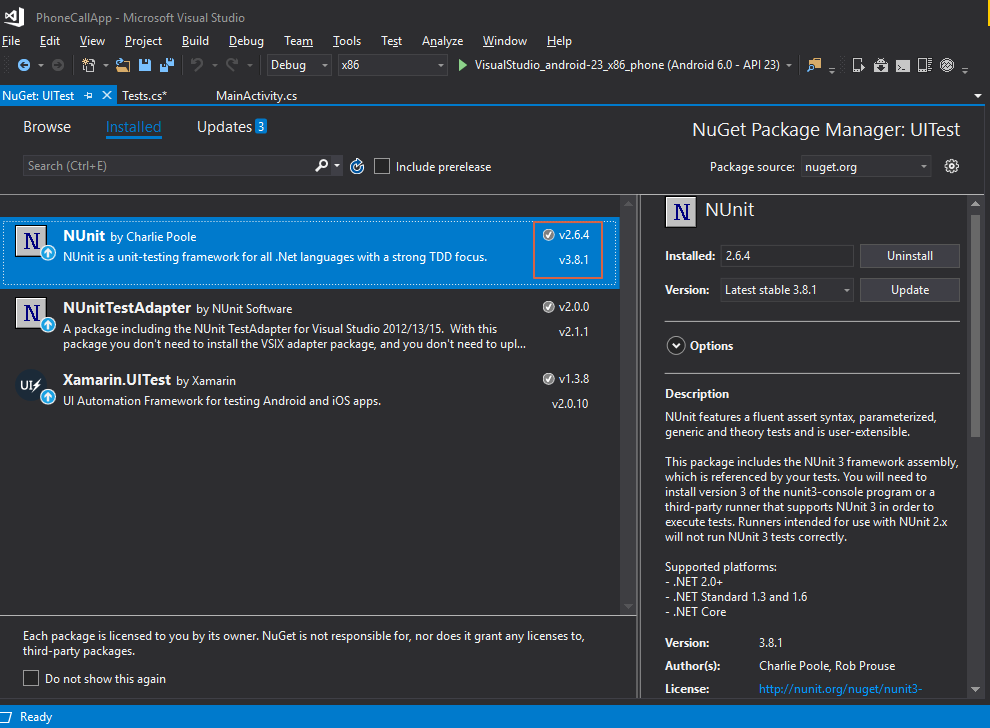 PhoneCallApp - Microsoft Visual Studio
File Edit View Project Build Debug Team Tools Test Analyze Window Help
Debug x86 VisualStudio_android-23_x86_phone (Android 6.0 - API 23)
NuGet: UITest Tests.cs* MainActivity.cs
Browse Installed Updates 3
NuGet Package Manager: UITest
Search (Ctrl+E) Include prerelease
Package source: nuget.org
N
NUnit by Charlie Poole
v2.6.4
NUnit is a unit-testing framework for all .Net languages with a strong TDD focus.
v3.8.1
N
NUnitTestAdapter by NUnit Software
v2.0.0
A package including the NUnit TestAdapter for Visual Studio 2012/13/15. With this
v2.1.1
package you don't need to install the VSIX adapter package, and you don't need to upl...
UI
Xamarin.UITest by Xamarin
v1.3.8
UI Automation Framework for testing Android and iOS apps.
v2.0.10
Each package is licensed to you by its owner. NuGet is not responsible for, nor does it grant any licenses to,
third-party packages.
Do not show this again
N NUnit
Installed: 2.6.4 Uninstall
Version: Latest stable 3.8.1 Update
Options
Description
NUnit features a fluent assert syntax, parameterized,
generic and theory tests and is user-extensible.
This package includes the NUnit 3 framework assembly,
which is referenced by your tests. You will need to
install version 3 of the nunit3-console program or a
third-party runner that supports NUnit 3 in order to
execute tests. Runners intended for use with NUnit 2.x
will not run NUnit 3 tests correctly.
Supported platforms:
- .NET 2.0+
- .NET Standard 1.3 and 1.6
- .NET Core
Version: 3.8.1
Author(s): Charlie Poole, Rob Prouse
License: http://nunit.org/nuget/nunit3-
Ready